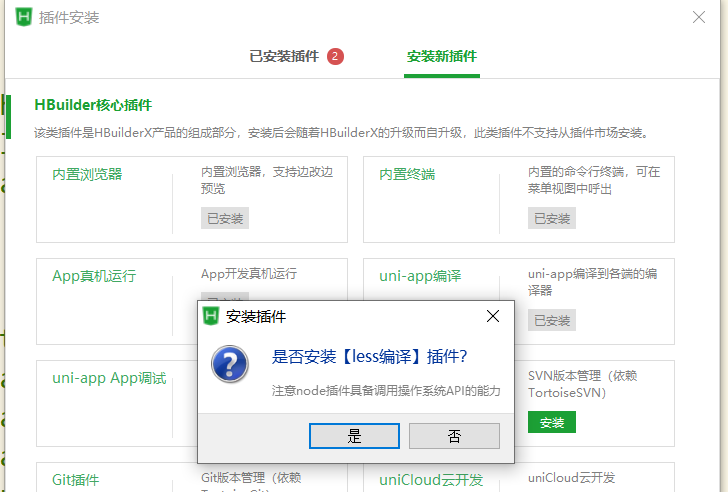 插件安装
已安装插件 2
安装新插件
HBuilder核心插件
该类插件是HBuilderX产品的组成部分，安装后会随着HBuilderX的升级而自升级，此类插件不支持从插件市场安装。
内置浏览器
内置浏览器，支持边改边
预览
已安装
内置终端
内置的命令行终端，可在
菜单视图中呼出
已安装
App真机运行
App开发真机运行
uni-app编译
uni-app编译到各端的编
译器
已安装
安装插件
是否安装【less编译】插件？
注意node插件具备调用操作系统API的能力
是
否
uni-app App调试
SVN版本管理（依赖
TortoiseSVN）
安装
Git插件
Git版本管理（依赖
uniCloud云开发
uniCloud云开发